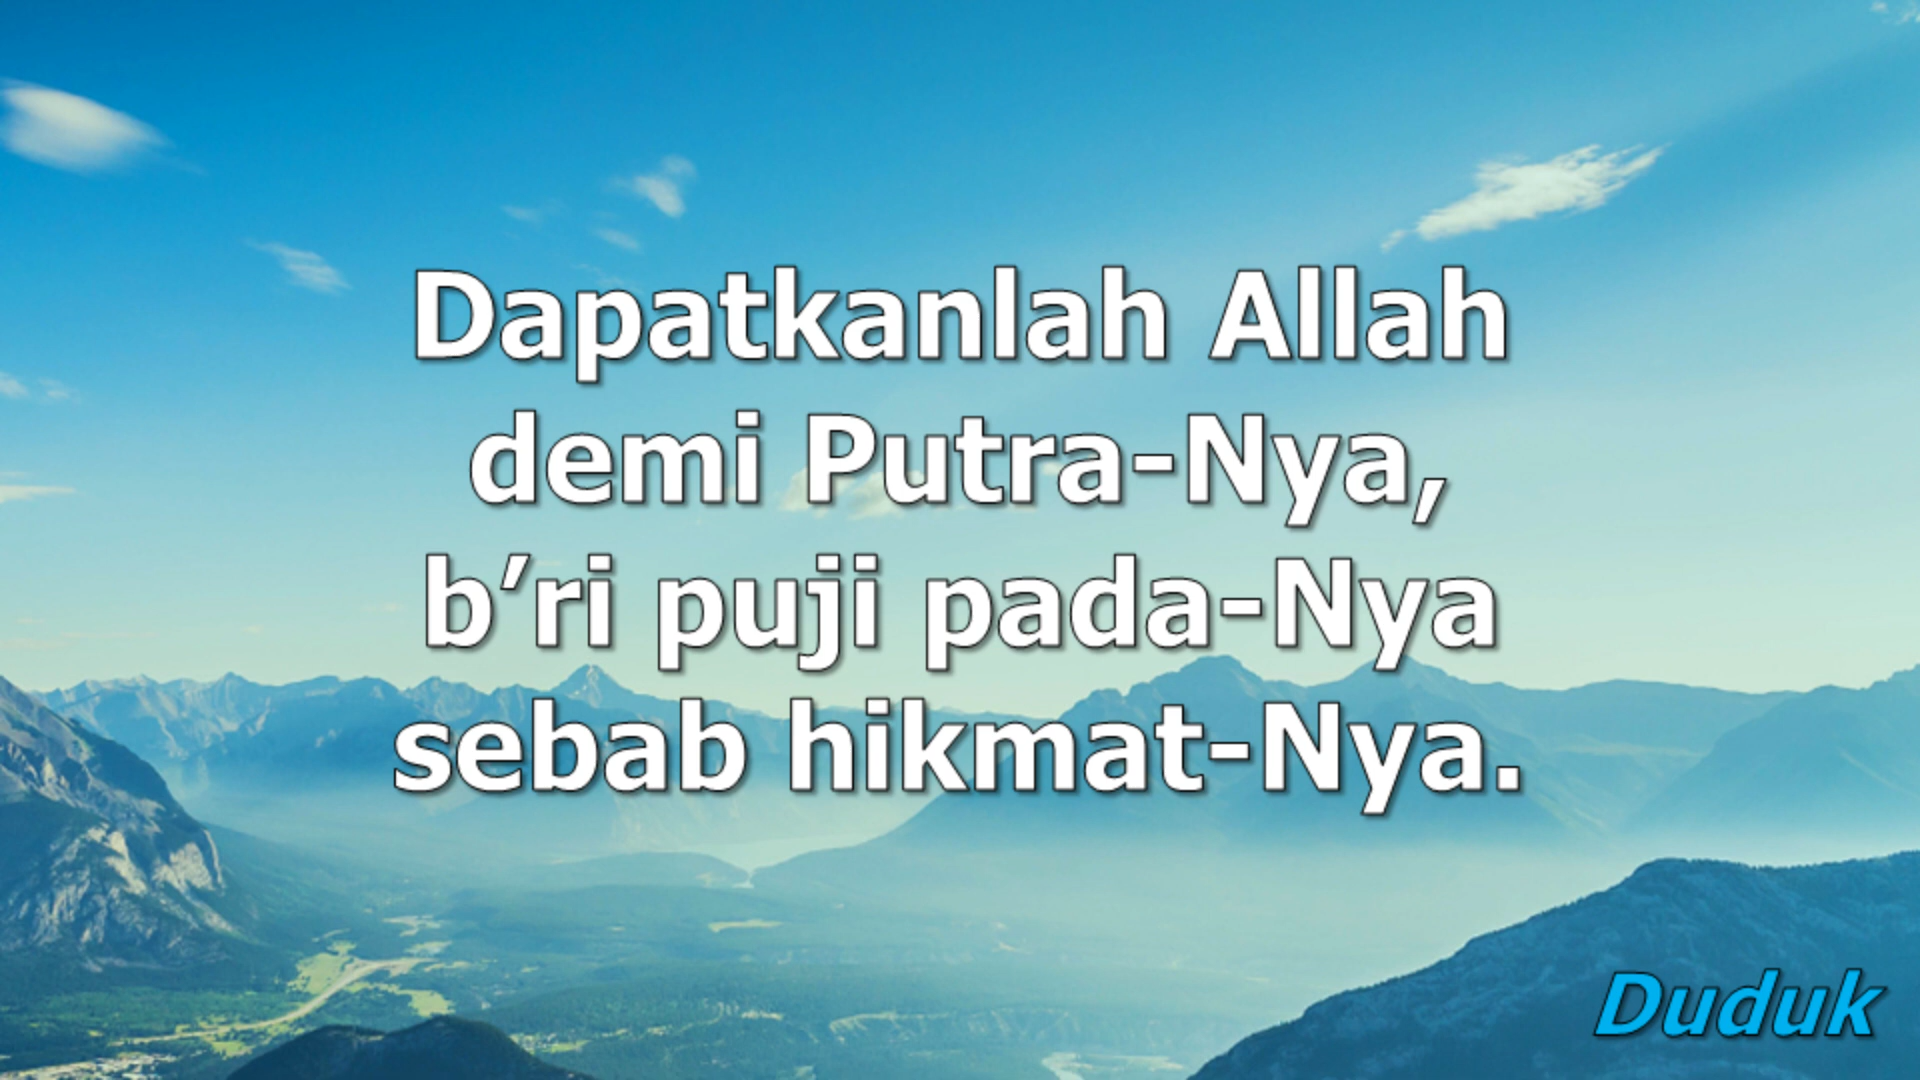 Dapatkanlah Allah
demi Putra-Nya,
b’ri puji pada-Nya
sebab hikmat-Nya.
Duduk